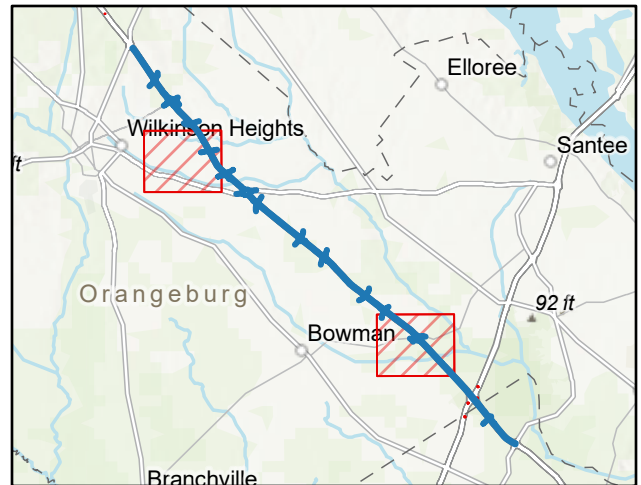 Elloree
Wilkinson Heights
Santee
ft
Orangeburg
92 ft
Bowman
Branchville